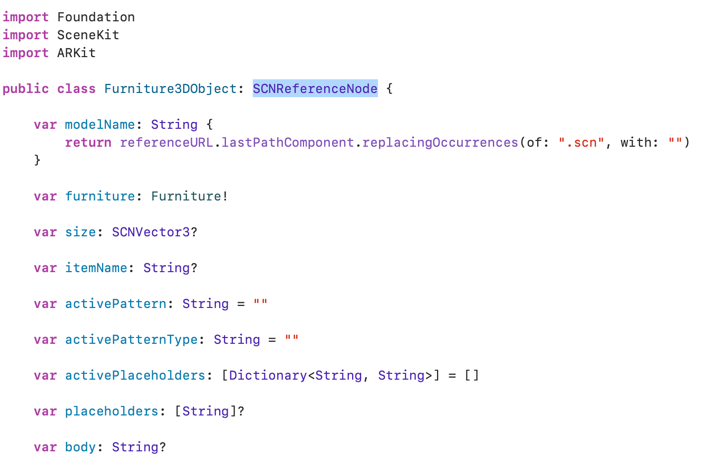 import Foundation
import SceneKit
import ARKit
public class Furniture3DObject: SCNReferenceNode {
var modelName: String {
return referenceURL.lastPathComponent.replacingOccurrences(of: ".scn", with: "")
}
var furniture: Furniture!
var size: SCNVector3?
var itemName: String?
var activePattern: String = ""
var activePatternType: String = ""
var activePlaceholders: [Dictionary<String, String>] = []
var placeholders: [String]?
var body: String?